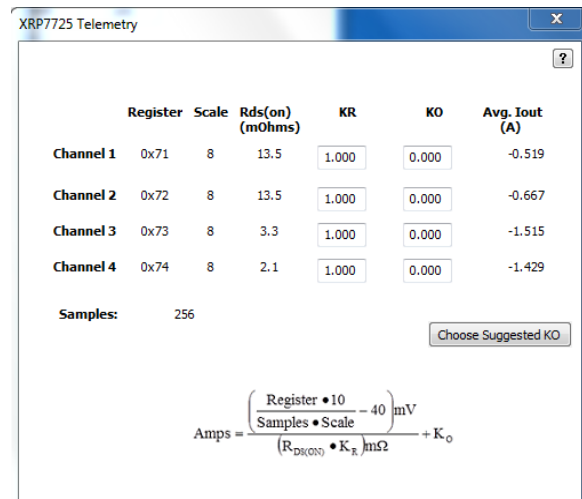 XRP7725 Telemetry
x
?
Register Scale Rds(on) (mOhms) KR KO Avg. Iout (A)
Channel 1 0x71 8 13.5 1.000 0.000 -0.519
Channel 2 0x72 8 13.5 1.000 0.000 -0.667
Channel 3 0x73 8 3.3 1.000 0.000 -1.515
Channel 4 0x74 8 2.1 1.000 0.000 -1.429
Samples: 256
Choose Suggested KO
Register • 10
Amps = ( Samples • Scale − 40 ) mV + K_O
(R_DS(ON) • K_R) mΩ